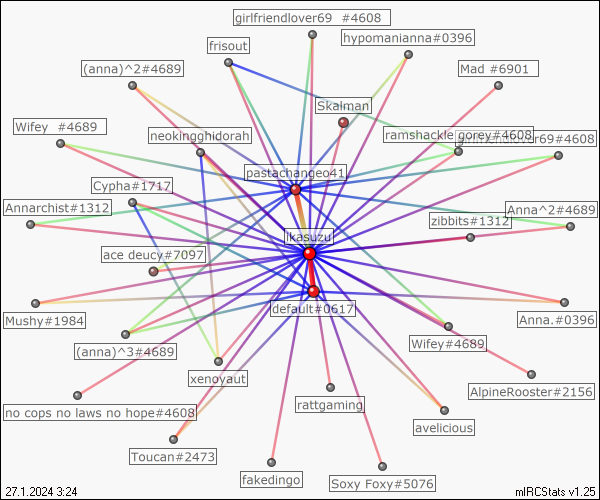 girlfriendlover69 #4608
hypomanianna#0396
frisout
(anna)^2#4689
Mad #6901
Skalman
Wifey #4689
neokingghidorah
ramshackle gorey#4608
girlfriendlover69#4608
pastachangeo41
Cypha#1717
Annarchist#1312
Anna^2#4689
zibbits#1312
ikasuzu
ace deucy#7097
default#0617
Mushy#1984
Anna.#0396
(anna)^3#4689
Wifey#4689
xenoyaut
AlpineRooster#2156
no cops no laws no hope#4608
rattgaming
avelicious
Toucan#2473
fakedingo
Soxy Foxy#5076
27.1.2024 3:24
mIRCStats v1.25